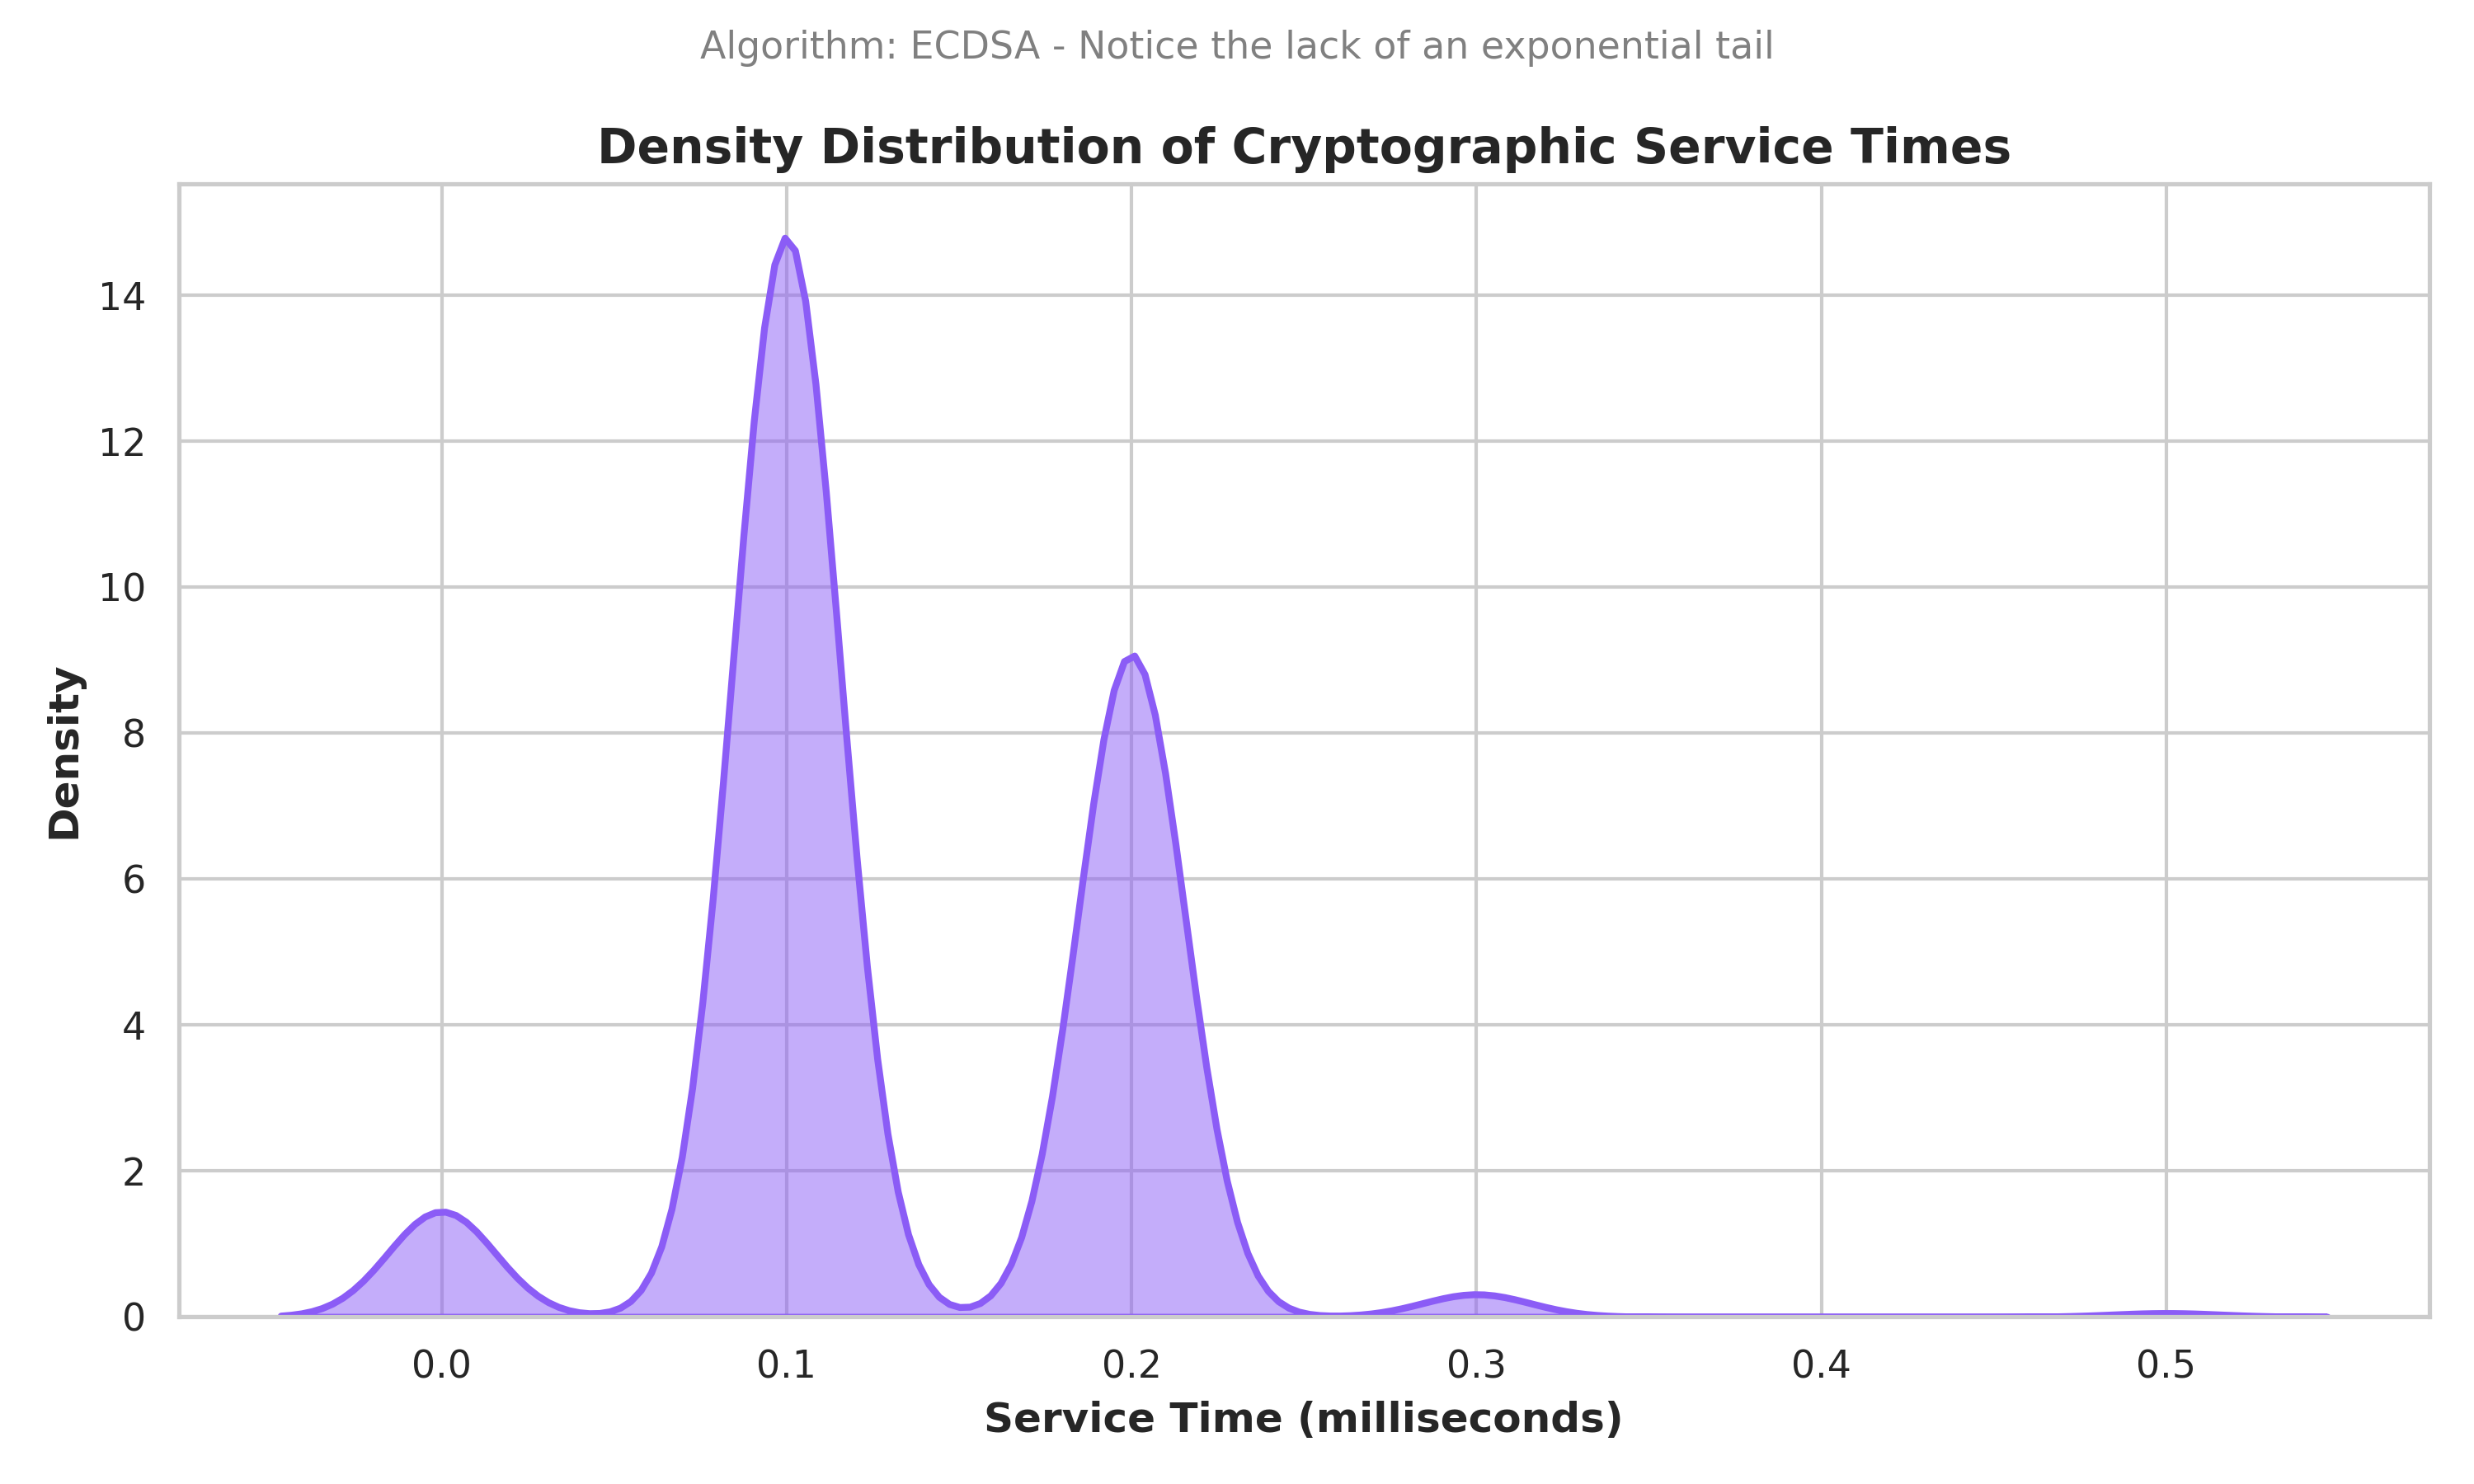 Algorithm: ECDSA - Notice the lack of an exponential tail
Density Distribution of Cryptographic Service Times
14
12
10
8
6
4
2
0
Density
0.0 0.1 0.2 0.3 0.4 0.5
Service Time (milliseconds)